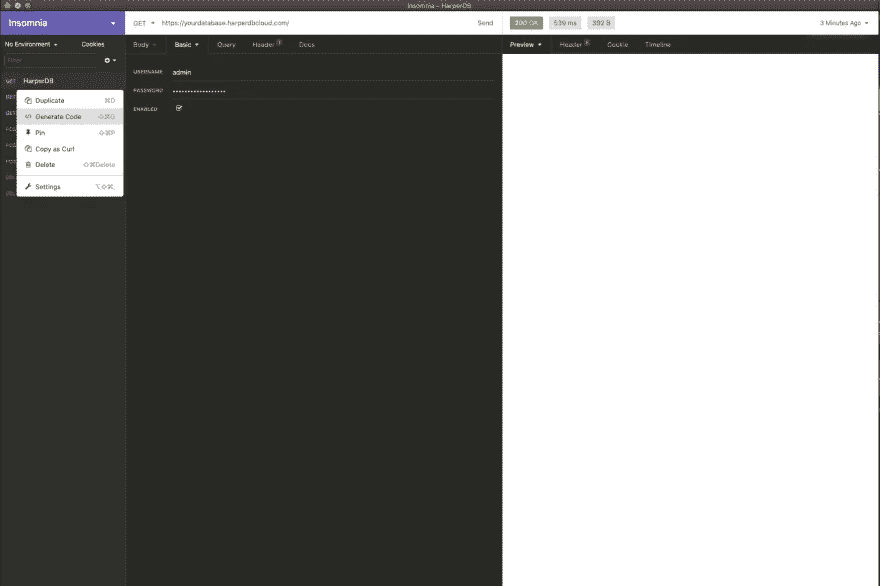 Insomnia – HarperDB
Insomnia
GET https://yourdatabase.harperdbcloud.com/ Send
200 OK 539 ms 392 B
3 Minutes Ago
No Environment Cookies
Body Basic Query Header 1 Docs
Preview Header Cookie Timeline
Filter
USERNAME admin
GET HarperDB
PASSWORD ••••••••••••••••••
ENABLED
Duplicate ⌘D
Generate Code ⇧⌘G
Pin ⇧⌘P
Copy as Curl
Delete ⇧⌘Delete
Settings ⌥⇧⌘,